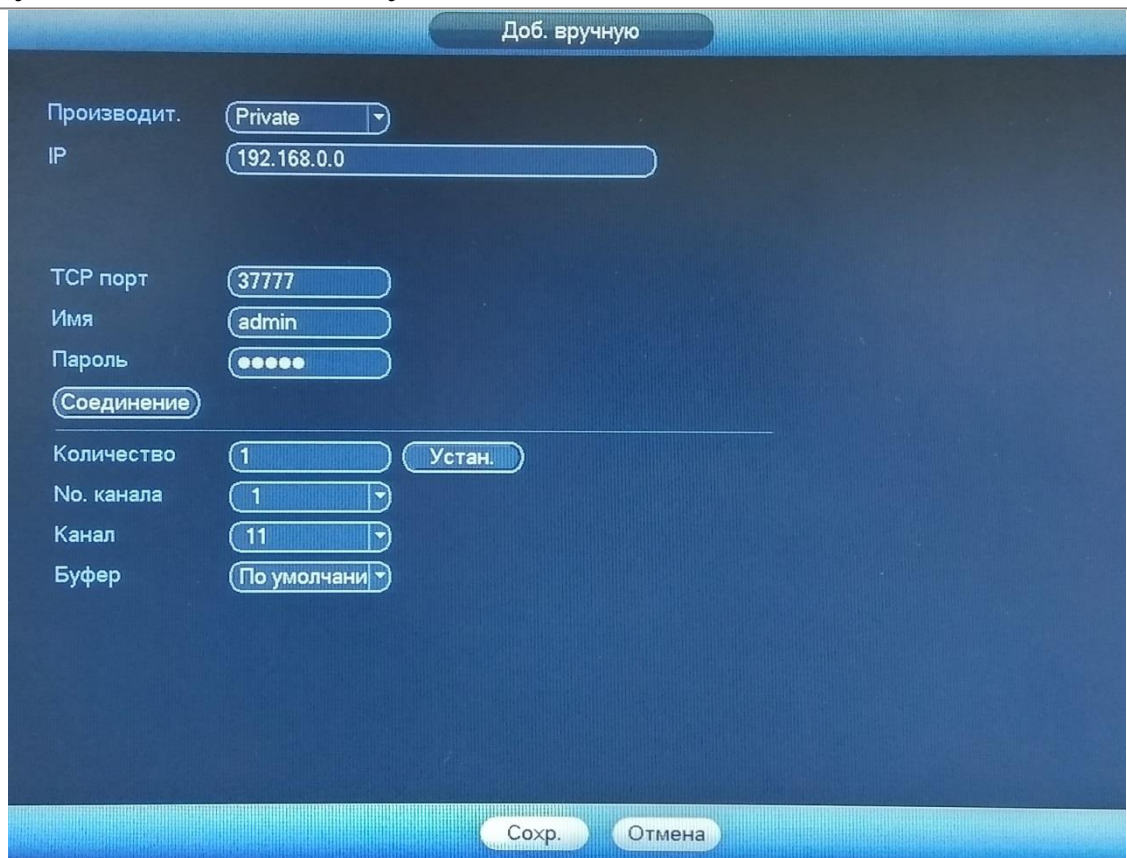 Доб. вручную
Производит. Private
IP 192.168.0.0
TCP порт 37777
Имя admin
Пароль ●●●●●
Соединение
Количество 1 Устан.
No. канала 1
Канал 11
Буфер По умолчани
Сохр. Отмена